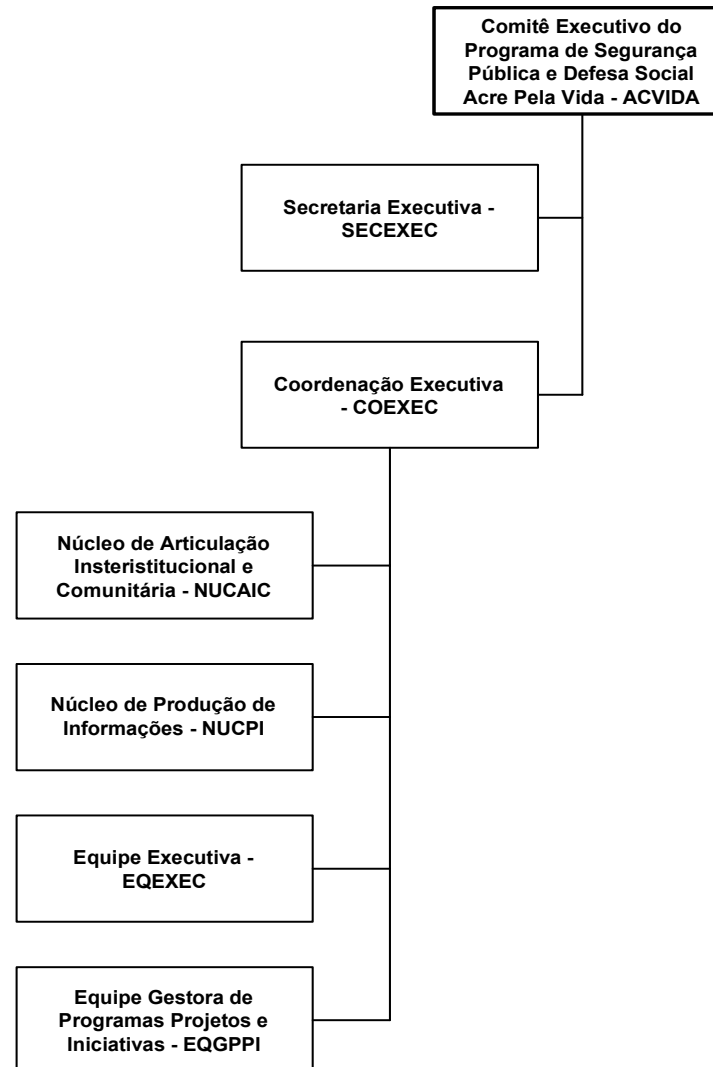 Comitê Executivo do
Programa de Segurança
Pública e Defesa Social
Acre Pela Vida - ACVIDA
Secretaria Executiva -
SECEXEC
Coordenação Executiva
- COEXEC
Núcleo de Articulação
Insteristitucional e
Comunitária - NUCAIC
Núcleo de Produção de
Informações - NUCPI
Equipe Executiva -
EQEXEC
Equipe Gestora de
Programas Projetos e
Iniciativas - EQGPPI